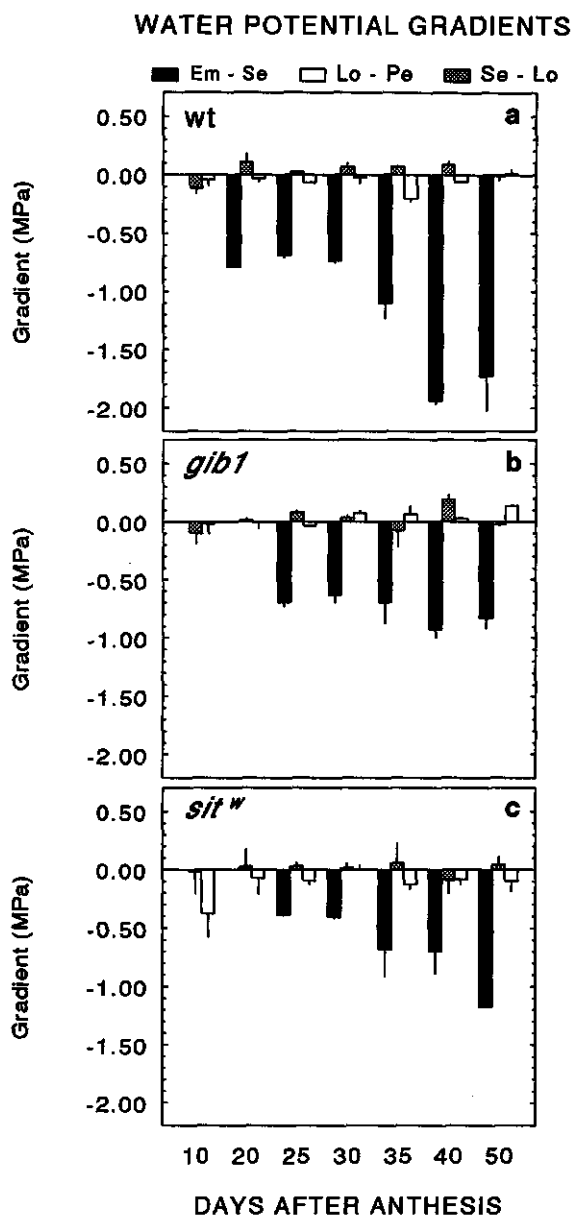 WATER POTENTIAL GRADIENTS
Em - Se Lo - Pe Se - Lo
wt a
0.50
0.00
-0.50
-1.00
-1.50
-2.00
Gradient (MPa)
gib1 b
0.50
0.00
-0.50
-1.00
-1.50
-2.00
Gradient (MPa)
sit w c
0.50
0.00
-0.50
-1.00
-1.50
-2.00
Gradient (MPa)
10 20 25 30 35 40 50
DAYS AFTER ANTHESIS